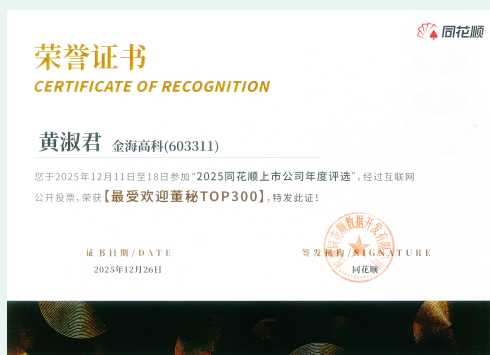 同花顺
荣誉证书
CERTIFICATE OF RECOGNITION
黄淑君 金海高科(603311)
您于2025年12月11日至18日参加“2025同花顺上市公司年度评选”,经过互联网
公开投票,荣获【最受欢迎董秘TOP300】,特发此证!
证书日期/DATE
2025年12月26日
签发机构/SIGNATURE
同花顺